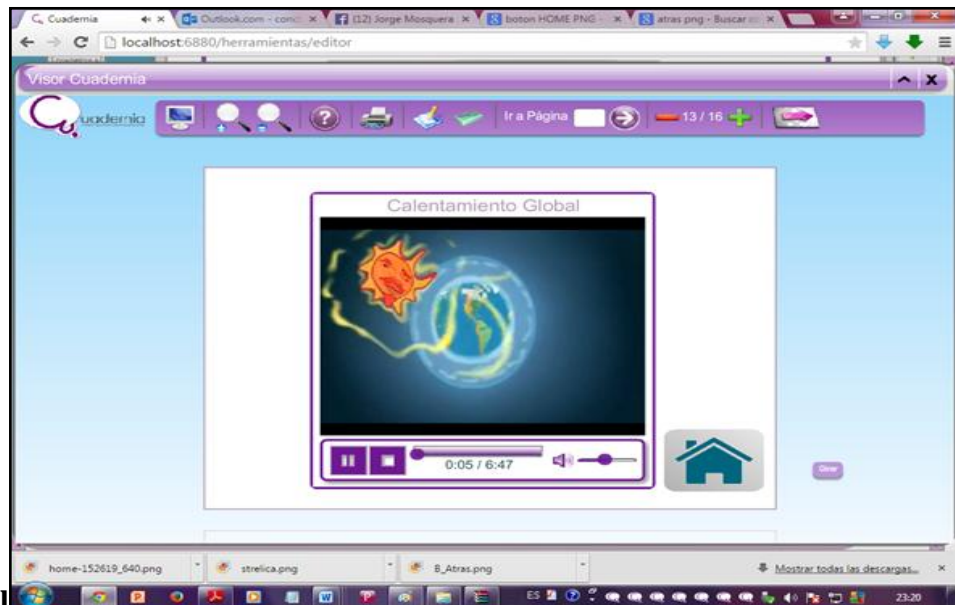 Cuadernia
Outlook.com - conc
(12) Jorge Mosquera
boton HOME PNG -
atras png - Buscar
localhost:6880/herramientas/editor
Visor Cuadernia
Cuadernia
Ir a Página
13 / 16
Calentamiento Global
0:05 / 6:47
Girar
home-152619_640.png
strelica.png
B_Atras.png
Mostrar todas las descargas...
ES
23:20